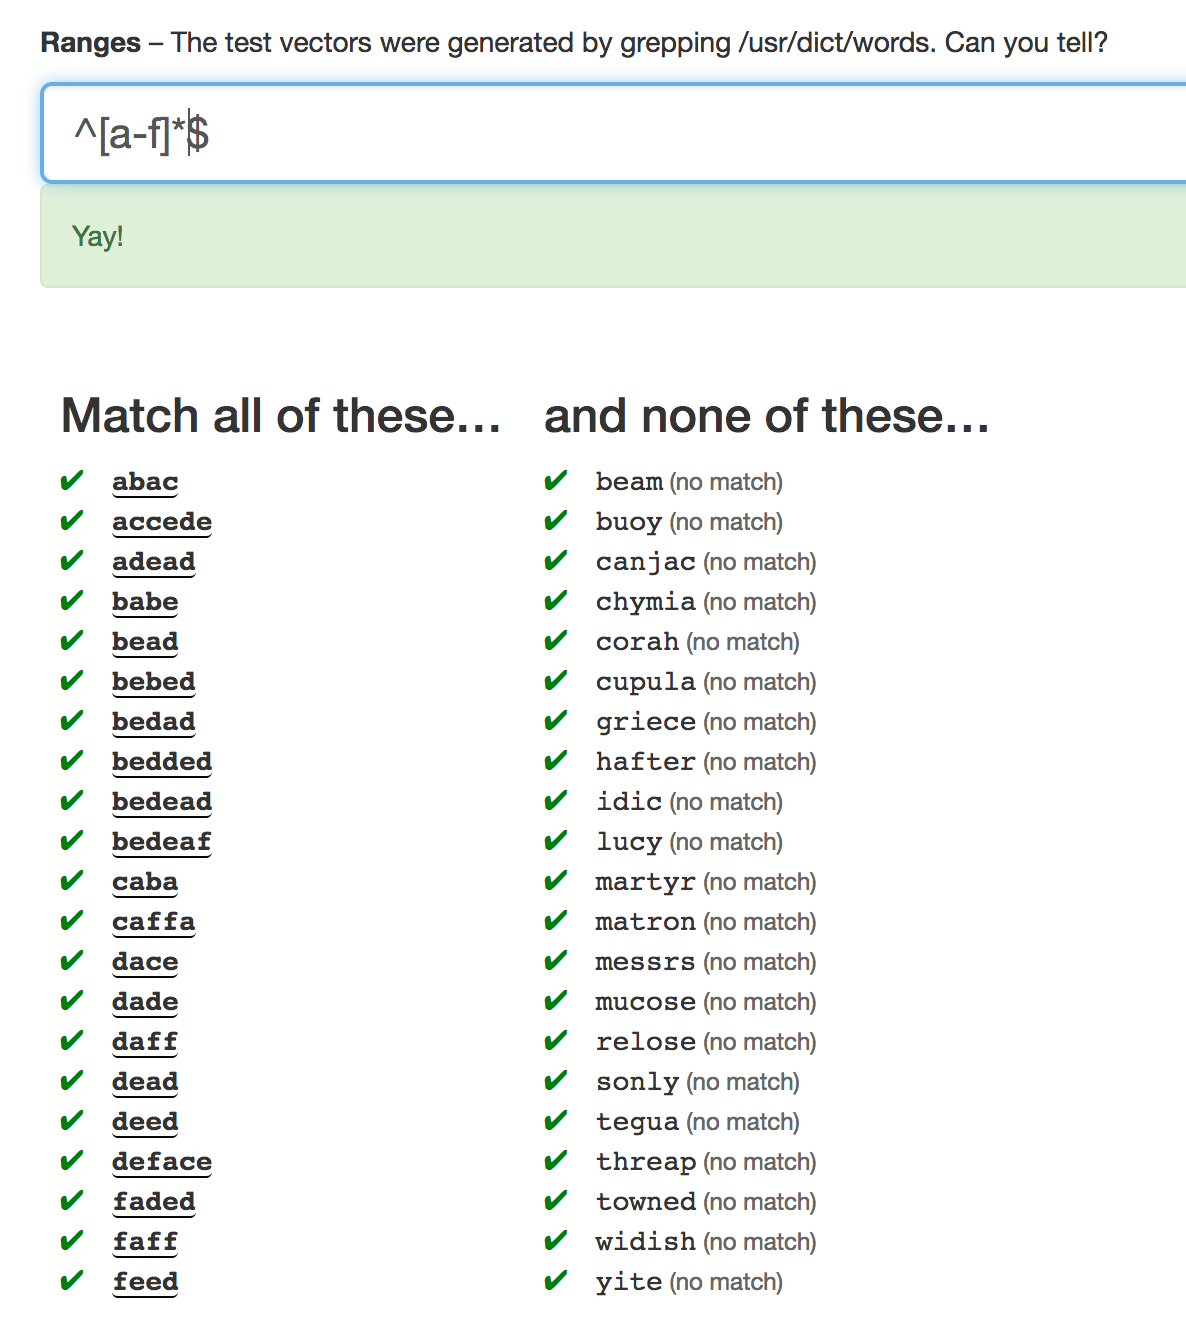 Ranges – The test vectors were generated by grepping /usr/dict/words. Can you tell?
^[a-f]*$
Yay!
Match all of these...
and none of these...
✔ abac
✔ beam (no match)
✔ accede
✔ buoy (no match)
✔ adead
✔ canjac (no match)
✔ babe
✔ chymia (no match)
✔ bead
✔ corah (no match)
✔ bebed
✔ cupula (no match)
✔ bedad
✔ griece (no match)
✔ bedded
✔ hafter (no match)
✔ bedead
✔ idic (no match)
✔ bedeaf
✔ lucy (no match)
✔ caba
✔ martyr (no match)
✔ caffa
✔ matron (no match)
✔ dace
✔ messrs (no match)
✔ dade
✔ mucose (no match)
✔ daff
✔ relose (no match)
✔ dead
✔ sonly (no match)
✔ deed
✔ tegua (no match)
✔ deface
✔ threap (no match)
✔ faded
✔ towned (no match)
✔ faff
✔ widish (no match)
✔ feed
✔ yite (no match)